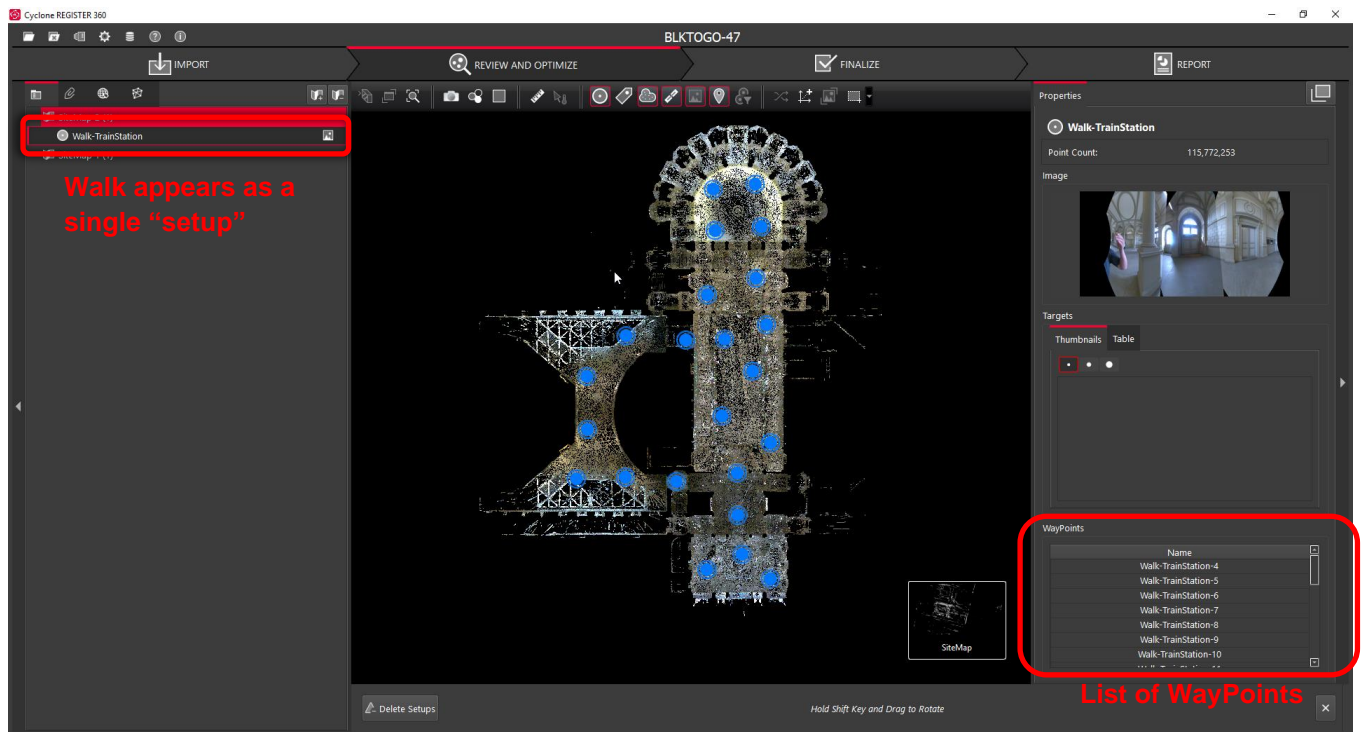 Cyclone REGISTER 360
BLKTOGO-47
IMPORT
REVIEW AND OPTIMIZE
FINALIZE
REPORT
Walk-TrainStation
Walk appears as a
single “setup”
SiteMap
Delete Setups
Hold Shift Key and Drag to Rotate
Properties
Walk-TrainStation
Point Count: 115,772,253
Image
Targets
Thumbnails Table
WayPoints
Name
Walk-TrainStation-4
Walk-TrainStation-5
Walk-TrainStation-6
Walk-TrainStation-7
Walk-TrainStation-8
Walk-TrainStation-9
Walk-TrainStation-10
List of WayPoints